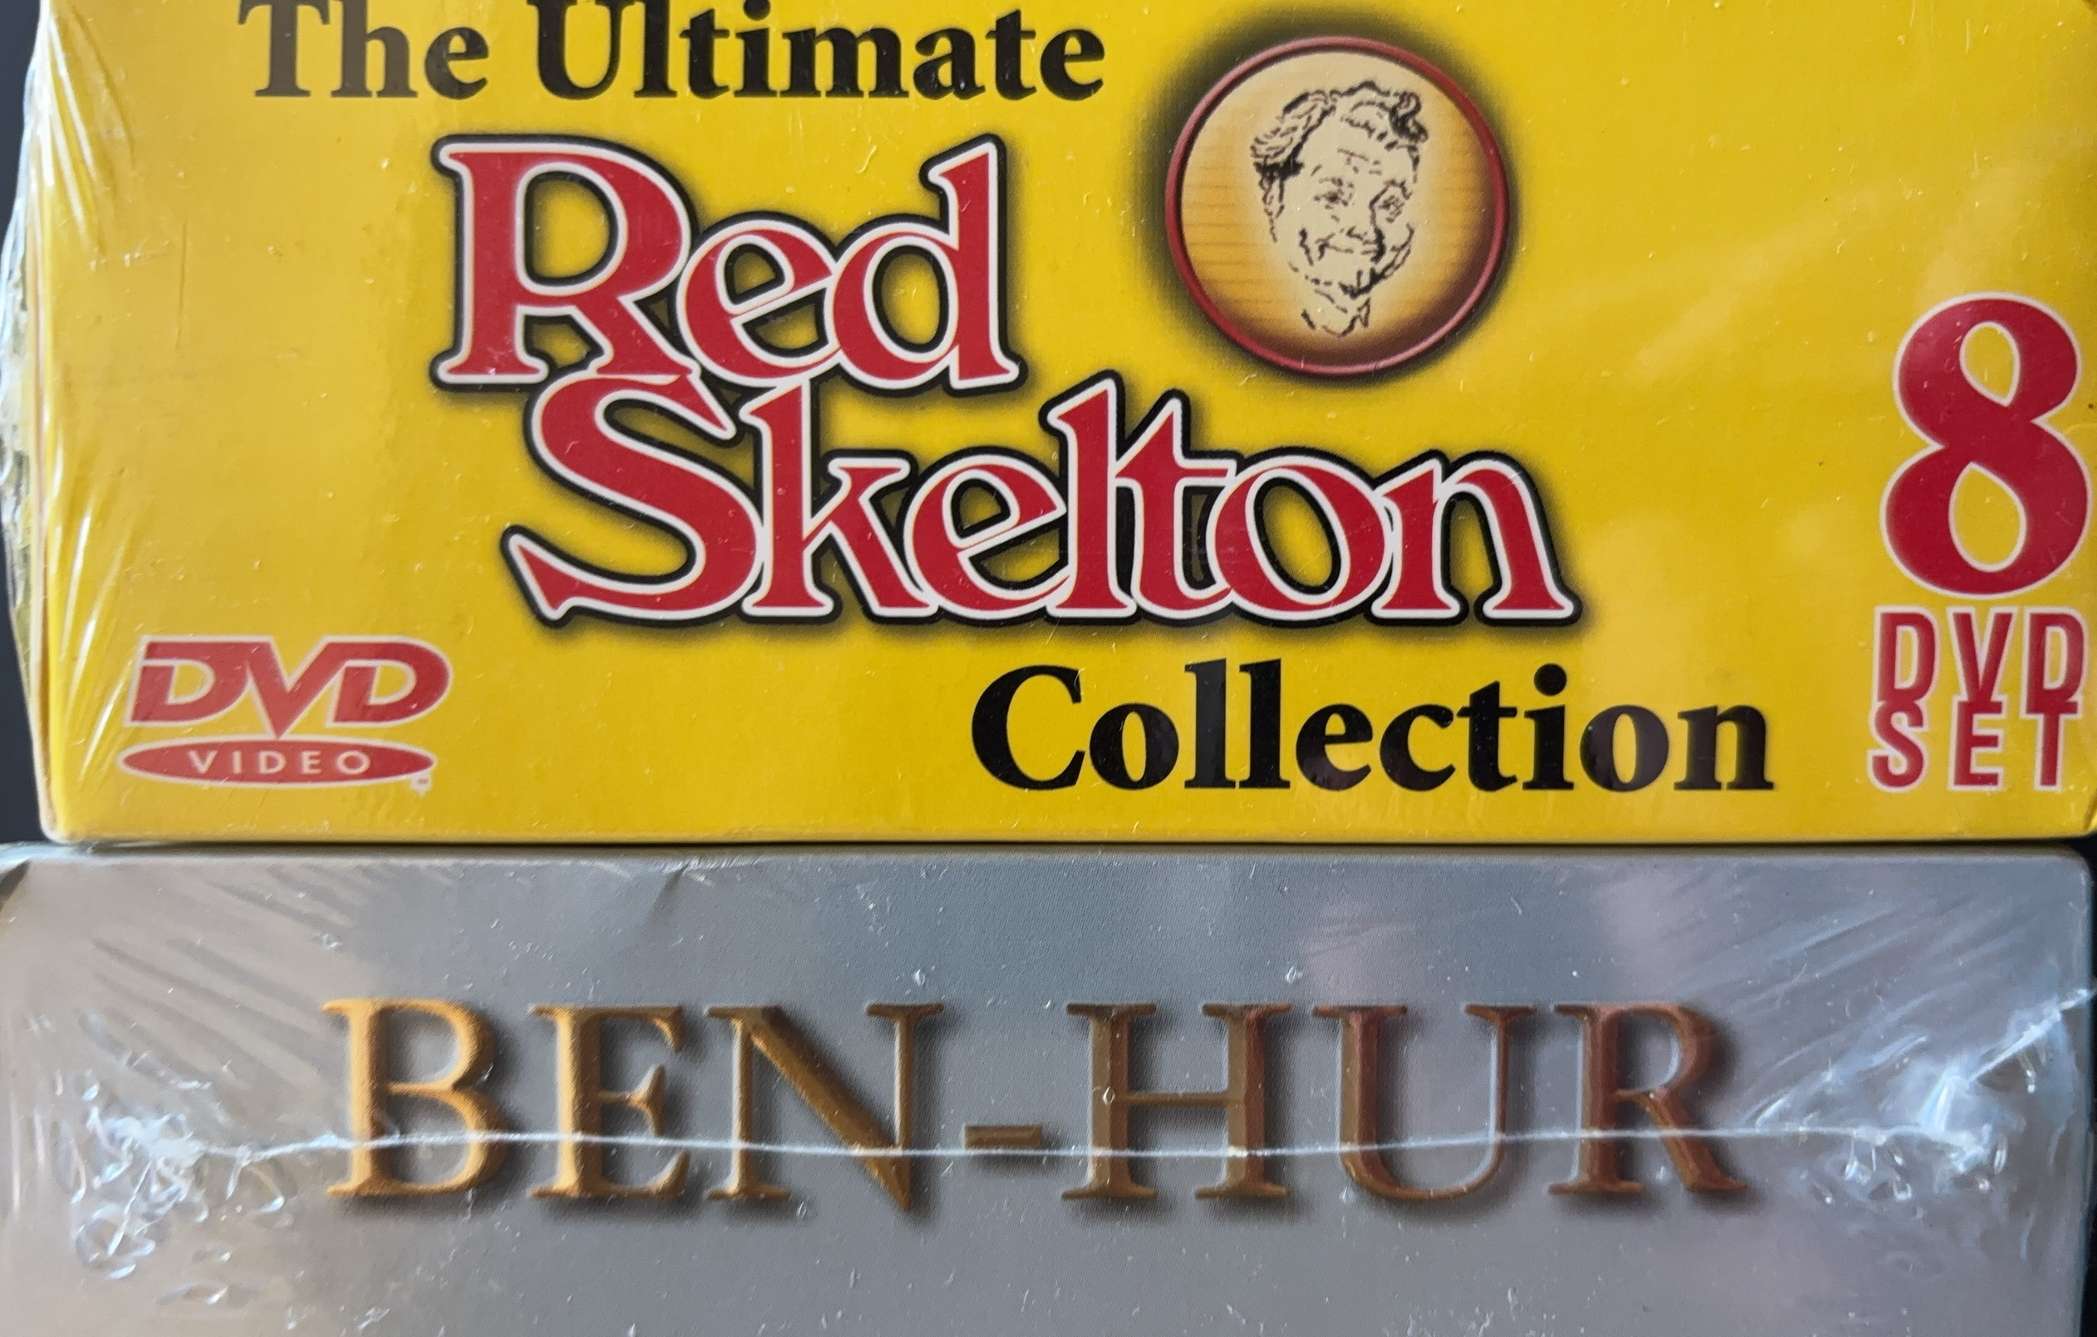 The Ultimate
Red
Skelton
Collection
DVD
VIDEO
8
DVD
SET
BEN-HUR